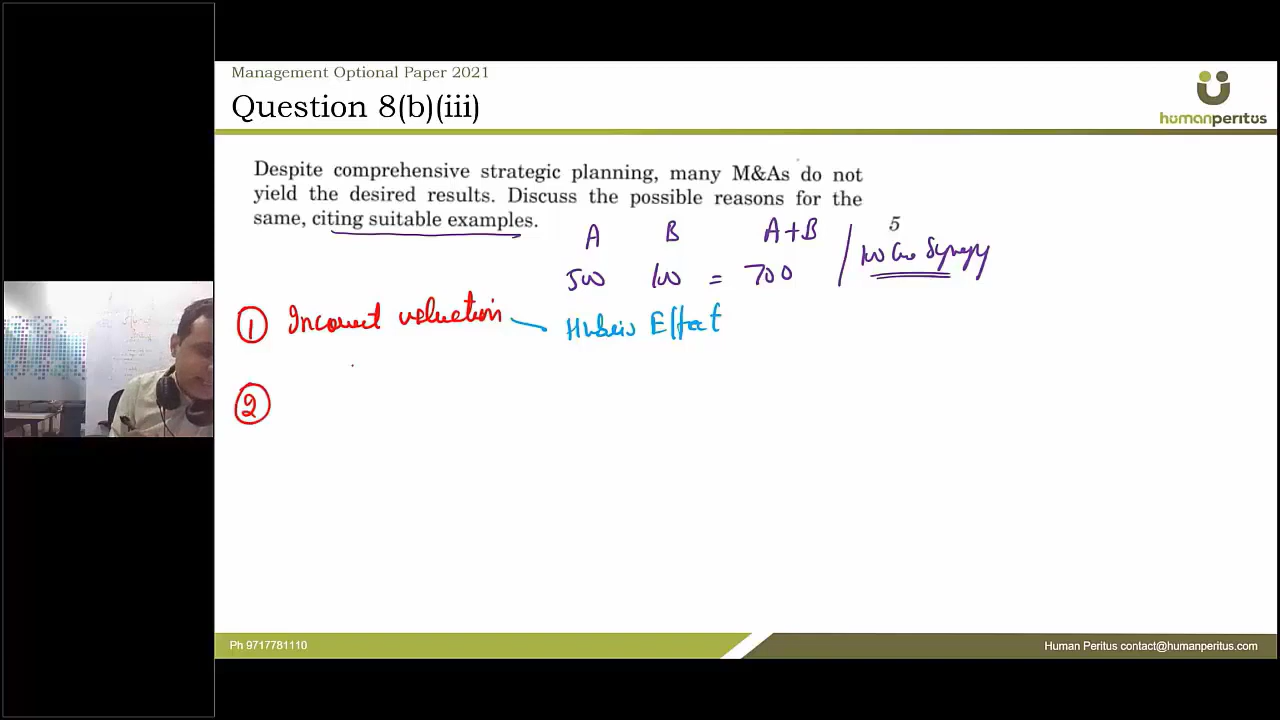 Management Optional Paper 2021
Question 8(b)(iii)
humanperitus
Despite comprehensive strategic planning, many M&As do not
yield the desired results. Discuss the possible reasons for the
same, citing suitable examples.
5
A B A+B
500 100 = 700 / 100 Synergy
① Incorrect valuation — Hubris Effect
②
Ph 9717781110
Human Peritus contact@humanperitus.com